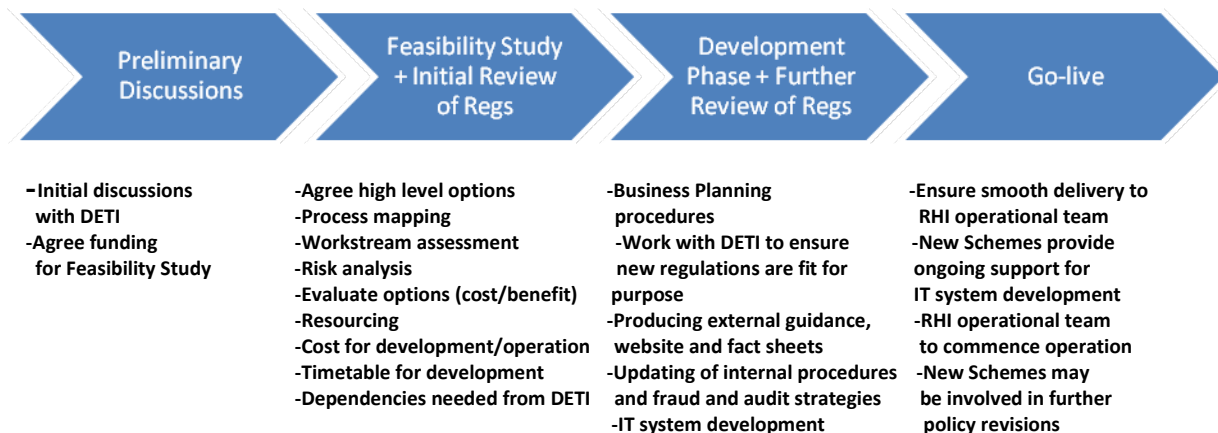 Preliminary
Discussions
Feasibility Study
+ Initial Review
of Regs
Development
Phase + Further
Review of Regs
Go-live
-Initial discussions
with DETI
-Agree funding
for Feasibility Study
-Agree high level options
-Process mapping
-Workstream assessment
-Risk analysis
-Evaluate options (cost/benefit)
-Resourcing
-Cost for development/operation
-Timetable for development
-Dependencies needed from DETI
-Business Planning
procedures
-Work with DETI to ensure
new regulations are fit for
purpose
-Producing external guidance,
website and fact sheets
-Updating of internal procedures
and fraud and audit strategies
-IT system development
-Ensure smooth delivery to
RHI operational team
-New Schemes provide
ongoing support for
IT system development
-RHI operational team
to commence operation
-New Schemes may
be involved in further
policy revisions